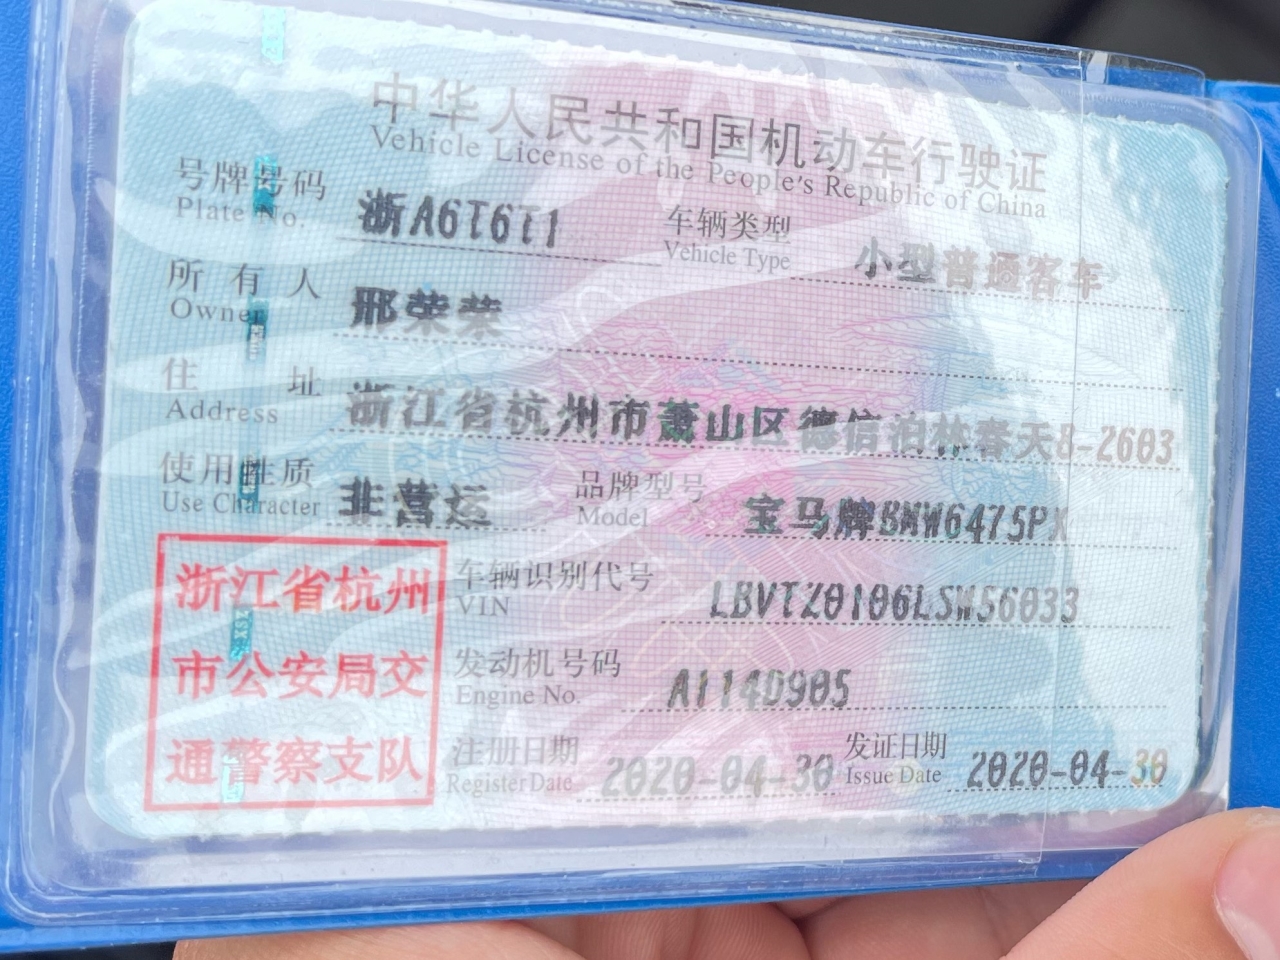 中华人民共和国机动车行驶证
Vehicle License of the People's Republic of China
号牌号码 浙A6T6T1 车辆类型 小型普通客车
Plate No. Vehicle Type
所有人 邢荣荣
Owner
住址 浙江省杭州市萧山区德信泊林春天8-2603
Address
使用性质 非营运 品牌型号 宝马牌BMW6475PX
Use Character Model
浙江省杭州
市公安局交
通警察支队
车辆识别代号 LBVTZ0106LSW56033
VIN
发动机号码 A114D905
Engine No.
注册日期 2020-04-30 发证日期 2020-04-30
Register Date Issue Date